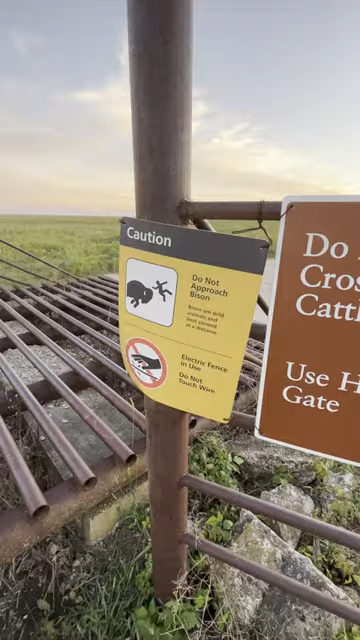 Caution
Do Not
Approach
Bison
Bison are wild
animals and
best viewed
at a distance.
Electric Fence
in Use
Do Not
Touch Wire
Do
Cros
Cattl
Use H
Gate